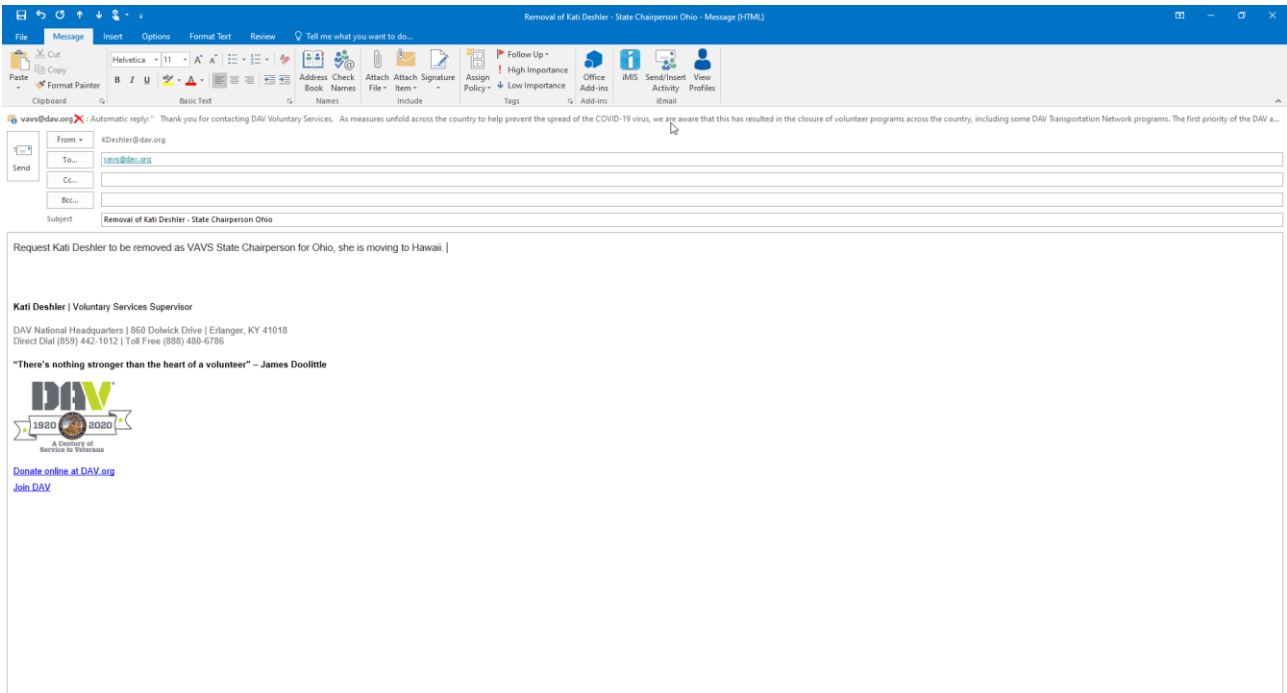 Removal of Kati Deshler - State Chairperson Ohio - Message (HTML)
File Message Insert Options Format Text Review Tell me what you want to do...
Paste
Cut
Copy
Format Painter
Clipboard
Helvetica 11
B I U
Basic Text
Address Book
Check Names
Names
Attach File
Attach Item
Signature
Include
Assign Policy
Follow Up
High Importance
Low Importance
Tags
Office Add-ins
Add-ins
iMIS
Send/Insert Activity
View Profiles
iEmail
vavs@dav.org : Automatic reply:" Thank you for contacting DAV Voluntary Services. As measures unfold across the country to help prevent the spread of the COVID-19 virus, we are aware that this has resulted in the closure of volunteer programs across the country, including some DAV Transportation Network programs. The first priority of the DAV a...
Send
From KDeshler@dav.org
To... vavs@dav.org
Cc...
Bcc...
Subject Removal of Kati Deshler - State Chairperson Ohio
Request Kati Deshler to be removed as VAVS State Chairperson for Ohio, she is moving to Hawaii.
Kati Deshler | Voluntary Services Supervisor
DAV National Headquarters | 860 Dolwick Drive | Erlanger, KY 41018
Direct Dial (859) 442-1012 | Toll Free (888) 480-6786
"There's nothing stronger than the heart of a volunteer" – James Doolittle
DAV
1920 2020
A Century of
Service to Veterans
Donate online at DAV.org
Join DAV